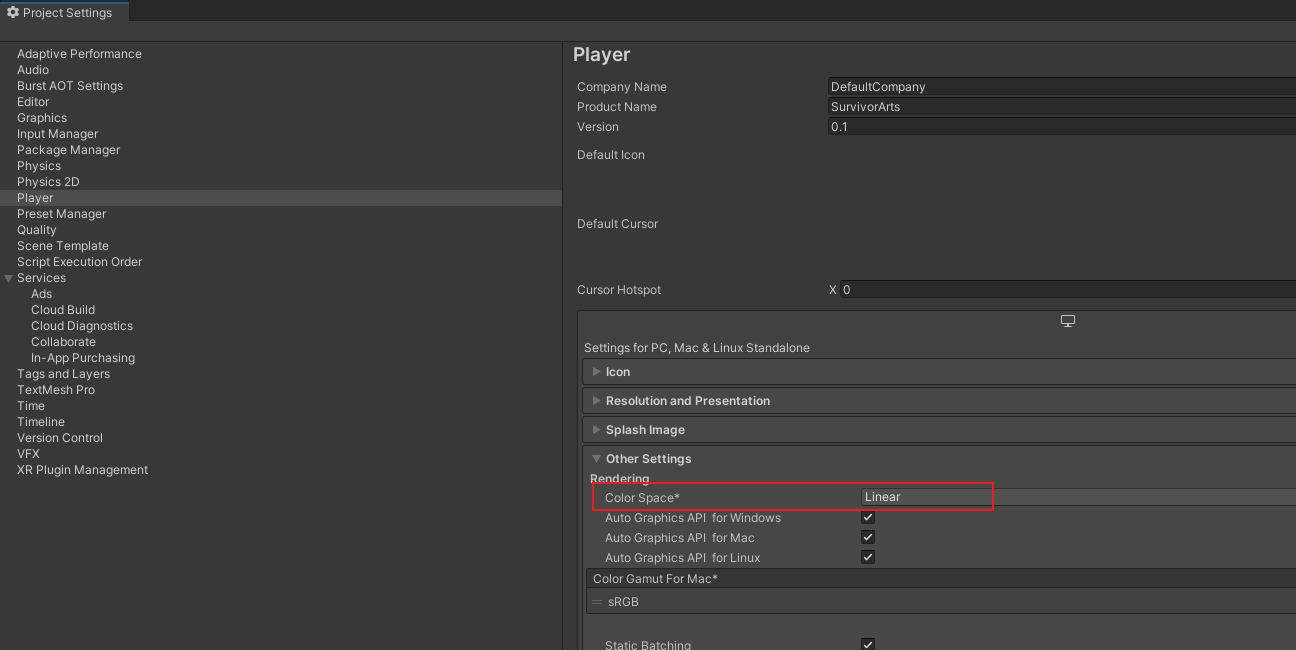 Project Settings
Adaptive Performance
Audio
Burst AOT Settings
Editor
Graphics
Input Manager
Package Manager
Physics
Physics 2D
Player
Preset Manager
Quality
Scene Template
Script Execution Order
Services
Ads
Cloud Build
Cloud Diagnostics
Collaborate
In-App Purchasing
Tags and Layers
TextMesh Pro
Time
Timeline
Version Control
VFX
XR Plugin Management
Player
Company Name DefaultCompany
Product Name SurvivorArts
Version 0.1
Default Icon
Default Cursor
Cursor Hotspot X 0
Settings for PC, Mac & Linux Standalone
Icon
Resolution and Presentation
Splash Image
Other Settings
Rendering
Color Space* Linear
Auto Graphics API for Windows
Auto Graphics API for Mac
Auto Graphics API for Linux
Color Gamut For Mac*
sRGB
Static Batching